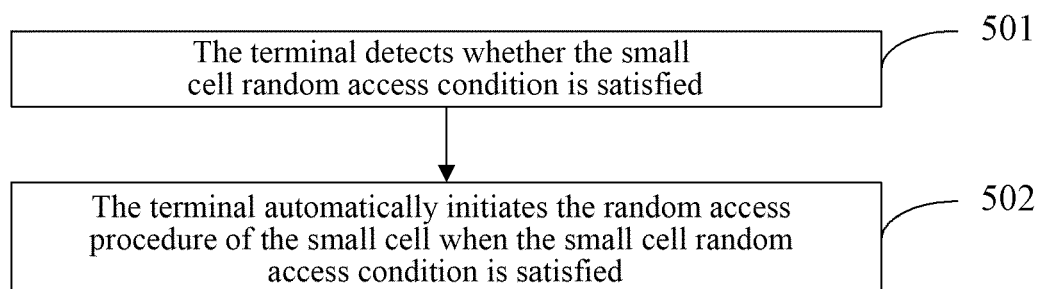 501
The terminal detects whether the small
cell random access condition is satisfied
502
The terminal automatically initiates the random access
procedure of the small cell when the small cell random
access condition is satisfied